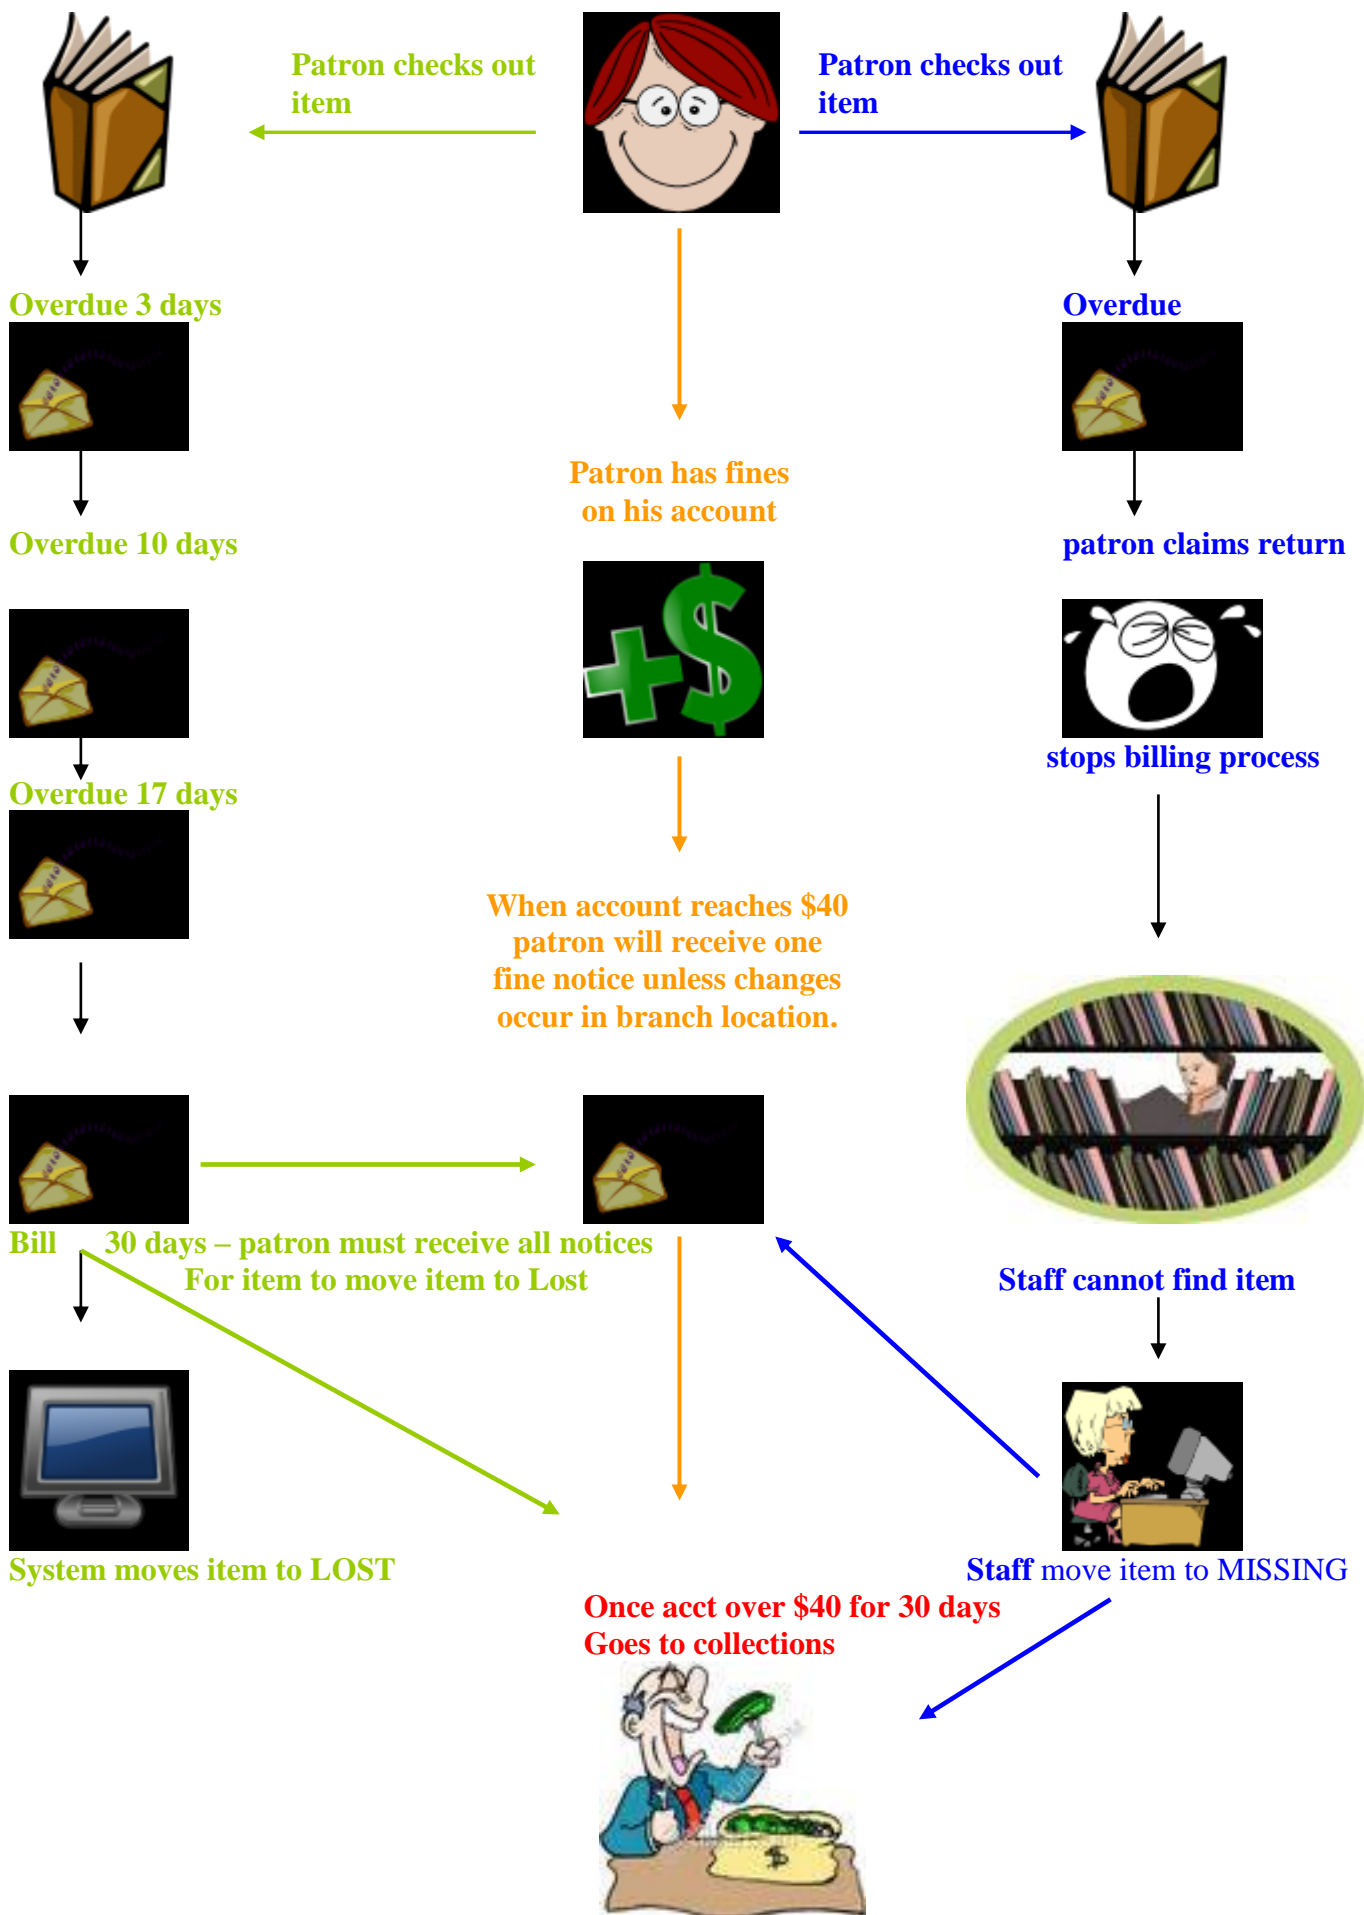 Patron checks out
item
Patron checks out
item
Overdue 3 days
Overdue
Patron has fines
on his account
Overdue 10 days
patron claims return
stops billing process
Overdue 17 days
When account reaches $40
patron will receive one
fine notice unless changes
occur in branch location.
Bill 30 days – patron must receive all notices
For item to move item to Lost
Staff cannot find item
System moves item to LOST
Staff move item to MISSING
Once acct over $40 for 30 days
Goes to collections
$